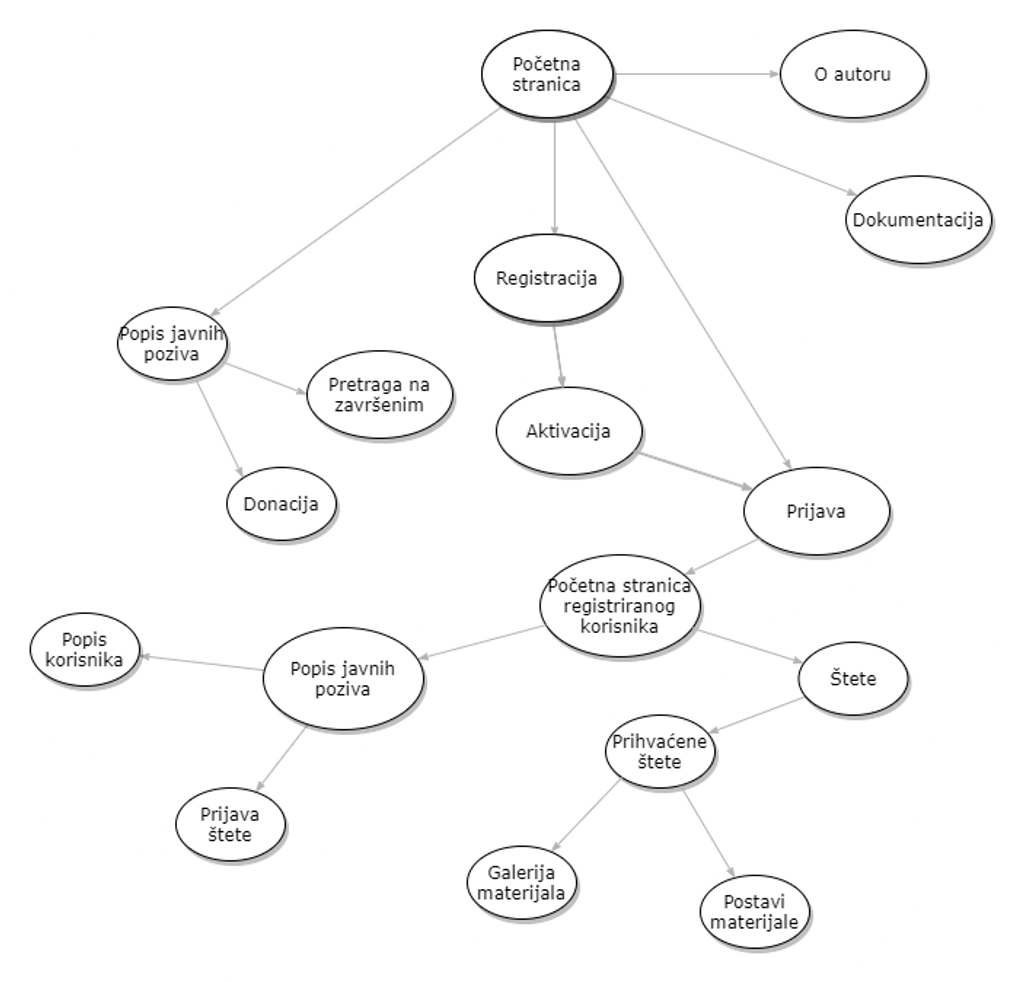 Početna
stranica
O autoru
Dokumentacija
Registracija
Popis javnih
poziva
Pretraga na
završenim
Aktivacija
Donacija
Prijava
Početna stranica
registriranog
korisnika
Popis
korisnika
Popis javnih
poziva
Štete
Prihvaćene
štete
Prijava
štete
Galerija
materijala
Postavi
materijale